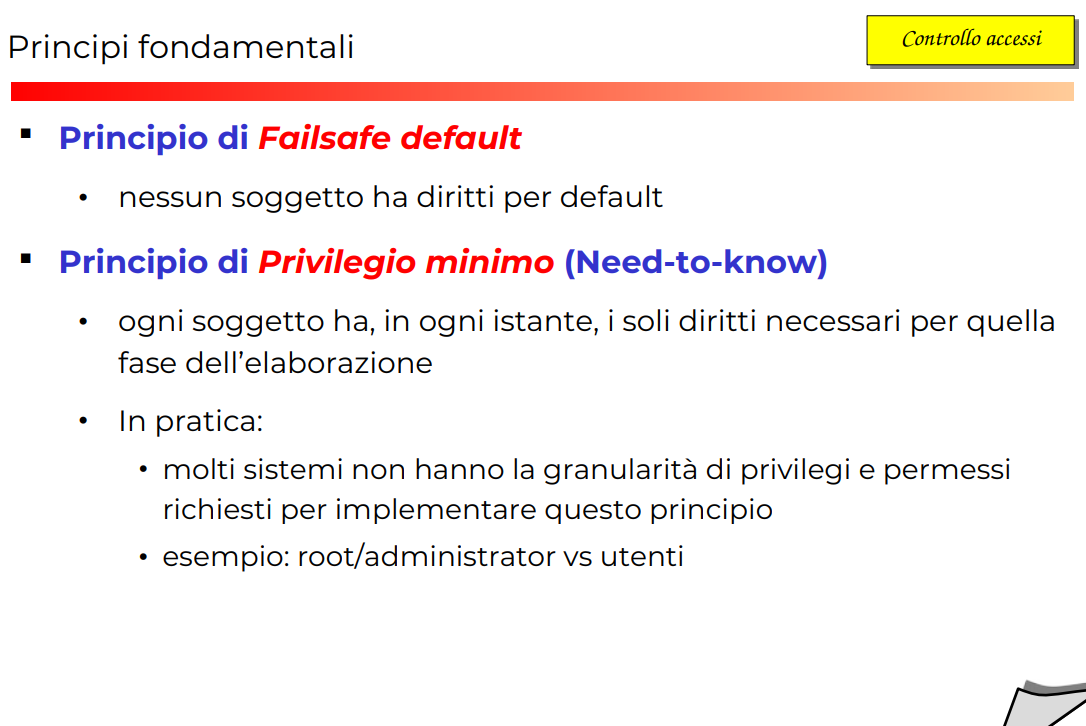 Principi fondamentali
Controllo accessi
▪ Principio di Failsafe default
• nessun soggetto ha diritti per default
▪ Principio di Privilegio minimo (Need-to-know)
• ogni soggetto ha, in ogni istante, i soli diritti necessari per quella
fase dell’elaborazione
• In pratica:
• molti sistemi non hanno la granularità di privilegi e permessi
richiesti per implementare questo principio
• esempio: root/administrator vs utenti